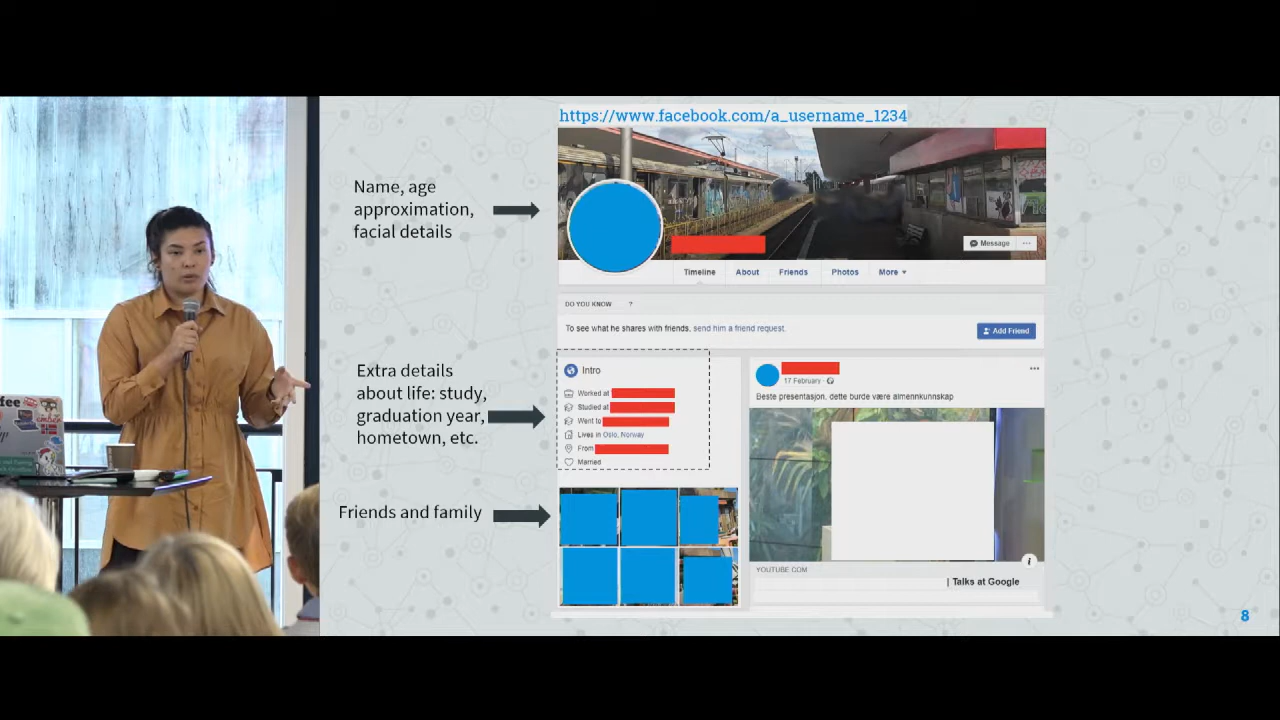 https://www.facebook.com/a_username_1234
Name, age
approximation,
facial details
Message
Timeline
About
Friends
Photos
More
DO YOU KNOW ?
To see what he shares with friends, send him a friend request.
Add Friend
Extra details
about life: study,
graduation year,
hometown, etc.
Intro
Worked at
Studied at
Went to
Lives in Oslo, Norway
From
Married
17 February
Beste presentasjon, dette burde være allmennkunnskap
Friends and family
YOUTUBE.COM
| Talks at Google
8